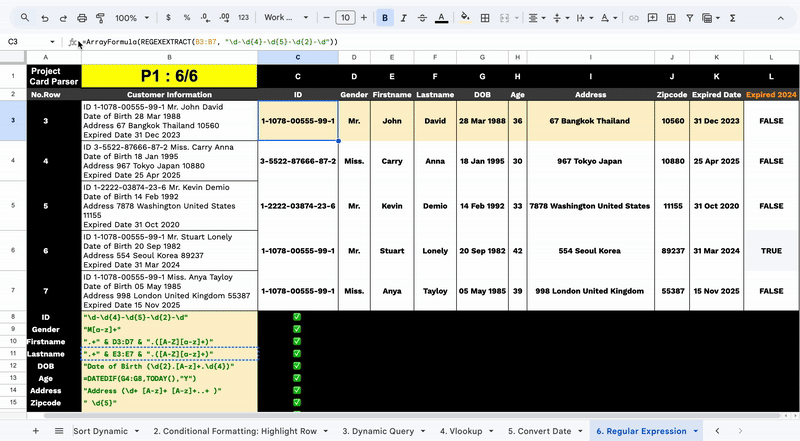 100%
$
%
.0
.00
123
Work ...
10
B
I
A
C3
fx
=ArrayFormula(REGEXEXTRACT(B3:B7, "\d-\d{4}-\d{5}-\d{2}-\d"))
A B C D E F G H I J K L
1 Project Card Parser P1 : 6/6 C D E F G H I J K L
2 No.Row Customer Information ID Gender Firstname Lastname DOB Age Address Zipcode Expired Date Expired 2024
3 3 ID 1-1078-00555-99-1 Mr. John David
Date of Birth 28 Mar 1988
Address 67 Bangkok Thailand 10560
Expired Date 31 Dec 2023
1-1078-00555-99-1 Mr. John David 28 Mar 1988 36 67 Bangkok Thailand 10560 31 Dec 2023 FALSE
4 4 ID 3-5522-87666-87-2 Miss. Carry Anna
Date of Birth 18 Jan 1995
Address 967 Tokyo Japan 10880
Expired Date 25 Apr 2025
3-5522-87666-87-2 Miss. Carry Anna 18 Jan 1995 30 967 Tokyo Japan 10880 25 Apr 2025 FALSE
5 5 ID 1-2222-03874-23-6 Mr. Kevin Demio
Date of Birth 14 Feb 1992
Address 7878 Washington United States
11155
Expired Date 31 Oct 2020
1-2222-03874-23-6 Mr. Kevin Demio 14 Feb 1992 33 7878 Washington United States 11155 31 Oct 2020 FALSE
6 6 ID 1-1078-00555-99-1 Mr. Stuart Lonely
Date of Birth 20 Sep 1982
Address 554 Seoul Korea 89237
Expired Date 31 Mar 2024
1-1078-00555-99-1 Mr. Stuart Lonely 20 Sep 1982 42 554 Seoul Korea 89237 31 Mar 2024 TRUE
7 7 ID 1-1078-00555-99-1 Miss. Anya Tayloy
Date of Birth 05 May 1985
Address 998 London United Kingdom 55387
Expired Date 15 Nov 2025
1-1078-00555-99-1 Miss. Anya Tayloy 05 May 1985 39 998 London United Kingdom 55387 15 Nov 2025 FALSE
8 ID "\d-\d{4}-\d{5}-\d{2}-\d"
9 Gender "M[a-z]+"
10 Firstname ".+" & D3:D7 & ".([A-Z][a-z]+)"
11 Lastname ".+" & E3:E7 & ".([A-Z][a-z]+)"
12 DOB "Date of Birth (\d{2}.[A-z]+.\d{4})"
13 Age =DATEDIF(G4:G8,TODAY(),"Y")
14 Address "Address (\d+ [A-z]+ [A-z]+..+ )"
15 Zipcode " \d{5}"
Sort Dynamic 2. Conditional Formatting: Highlight Row 3. Dynamic Query 4. Vlookup 5. Convert Date 6. Regular Expression